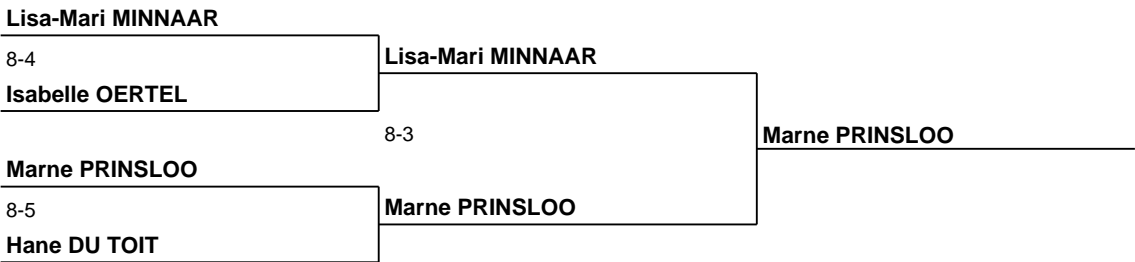 Lisa-Mari MINNAAR
8-4
Lisa-Mari MINNAAR
Isabelle OERTEL
8-3
Marne PRINSLOO
Marne PRINSLOO
8-5
Marne PRINSLOO
Hane DU TOIT